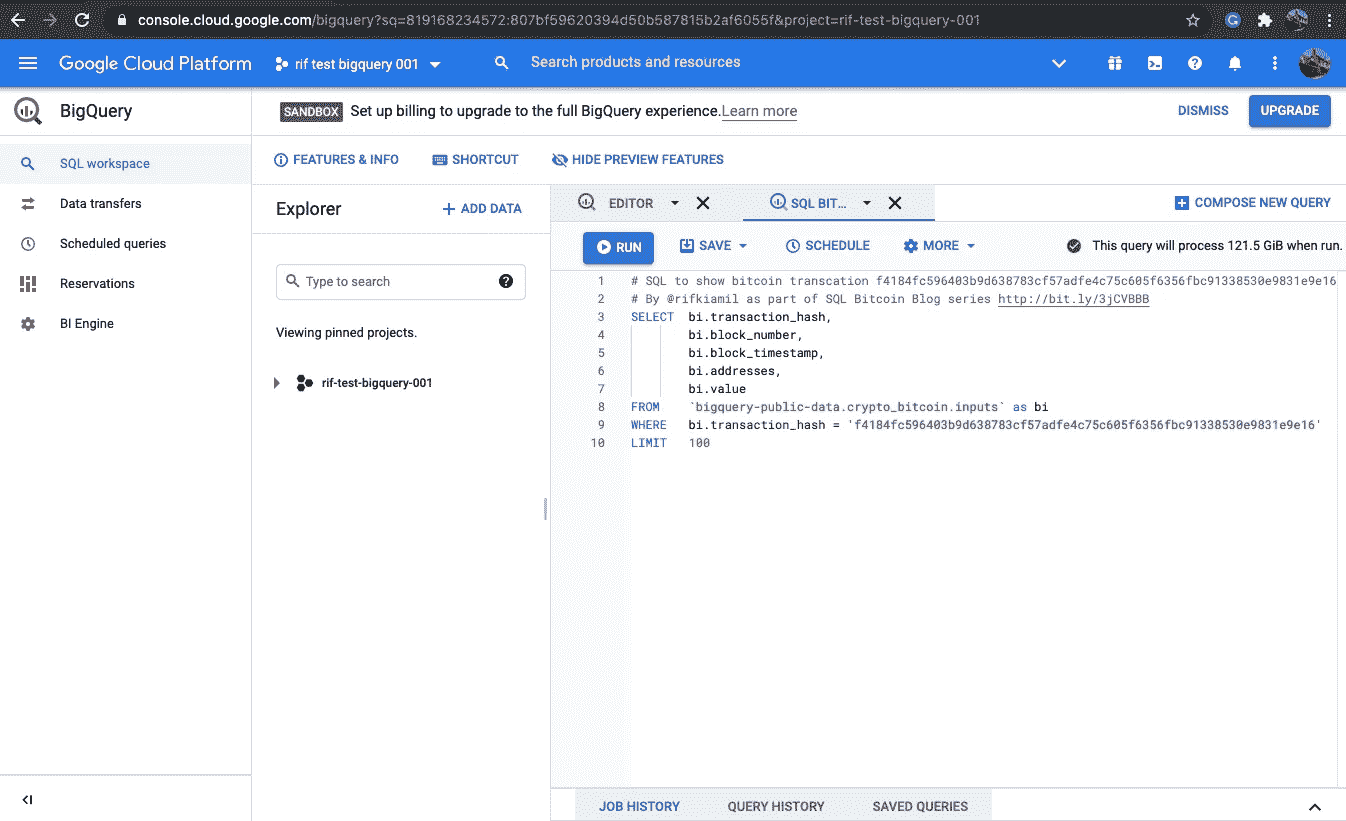 console.cloud.google.com/bigquery?sq=819168234572:807bf59620394d50b587815b2af6055f&project=rif-test-bigquery-001
Google Cloud Platform
rif test bigquery 001
Search products and resources
BigQuery
SANDBOX Set up billing to upgrade to the full BigQuery experience. Learn more
DISMISS
UPGRADE
SQL workspace
Data transfers
Scheduled queries
Reservations
BI Engine
FEATURES & INFO
SHORTCUT
HIDE PREVIEW FEATURES
Explorer
+ ADD DATA
Type to search
Viewing pinned projects.
rif-test-bigquery-001
EDITOR
SQL BIT...
COMPOSE NEW QUERY
RUN
SAVE
SCHEDULE
MORE
This query will process 121.5 GiB when run.
1 # SQL to show bitcoin transcation f4184fc596403b9d638783cf57adfe4c75c605f6356fbc91338530e9831e9e16
2 # By @rifkiamil as part of SQL Bitcoin Blog series http://bit.ly/3jCVBBB
3 SELECT bi.transaction_hash,
4 bi.block_number,
5 bi.block_timestamp,
6 bi.addresses,
7 bi.value
8 FROM `bigquery-public-data.crypto_bitcoin.inputs` as bi
9 WHERE bi.transaction_hash = 'f4184fc596403b9d638783cf57adfe4c75c605f6356fbc91338530e9831e9e16'
10 LIMIT 100
JOB HISTORY
QUERY HISTORY
SAVED QUERIES